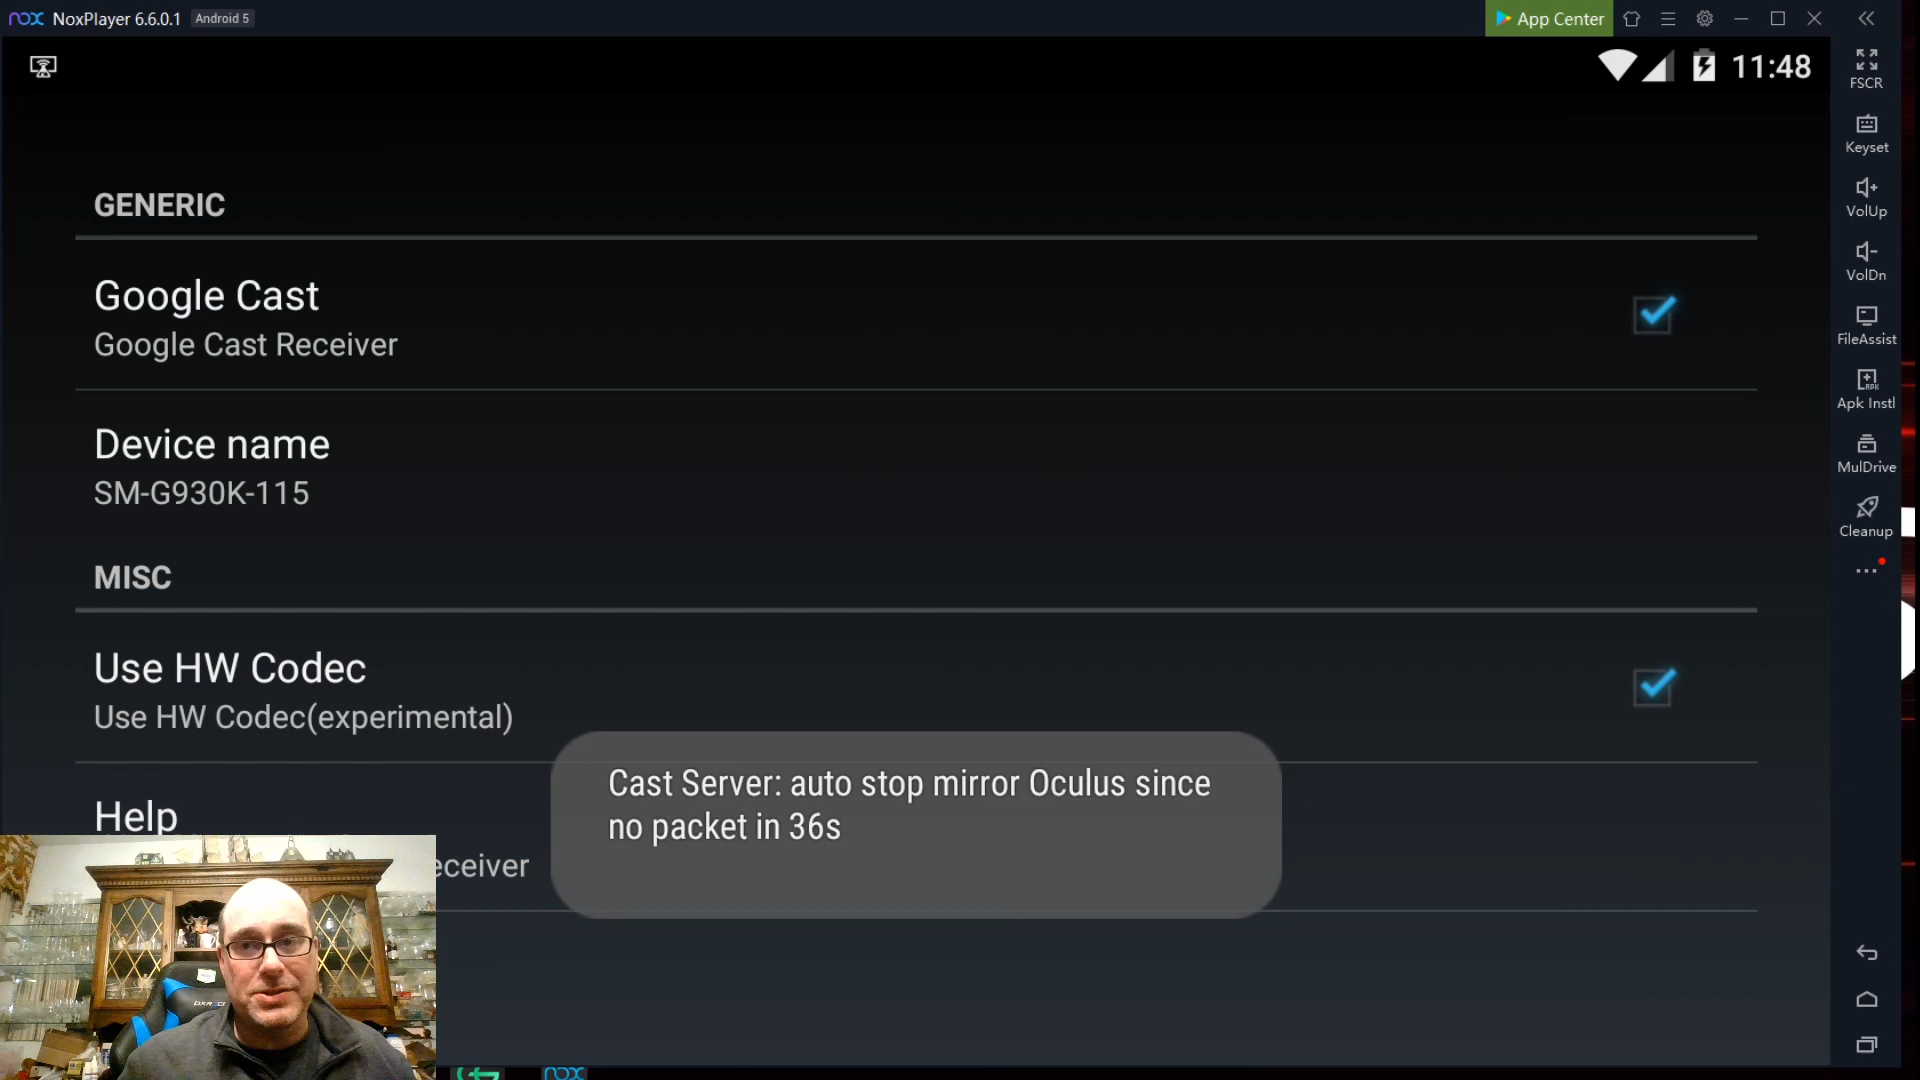 nox NoxPlayer 6.6.0.1 Android 5
App Center
11:48
FSCR
Keyset
VolUp
VolDn
FileAssist
Apk Instl
MulDrive
Cleanup
GENERIC
Google Cast
Google Cast Receiver
Device name
SM-G930K-115
MISC
Use HW Codec
Use HW Codec(experimental)
Help
eceiver
Cast Server: auto stop mirror Oculus since
no packet in 36s
nox